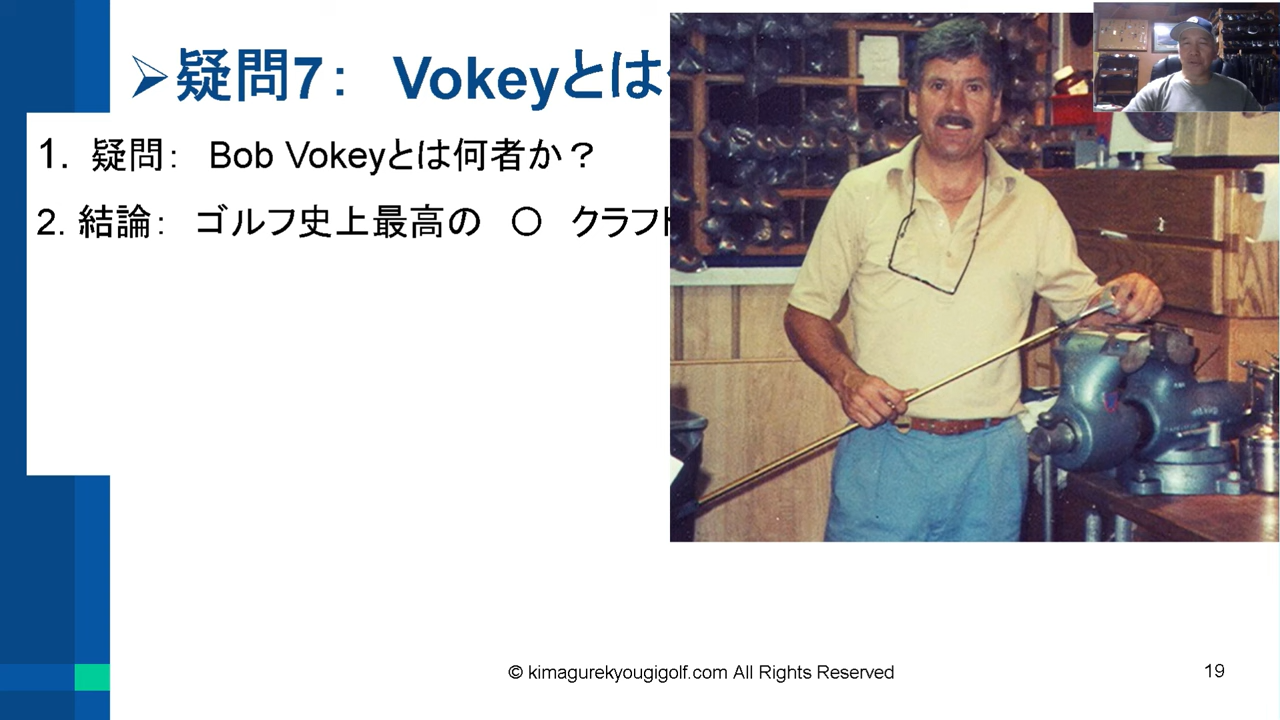 ➢疑問7： Vokeyとは
1. 疑問： Bob Vokeyとは何者か？
2. 結論： ゴルフ史上最高の 〇 クラフト
© kimagurekyougigolf.com All Rights Reserved
19